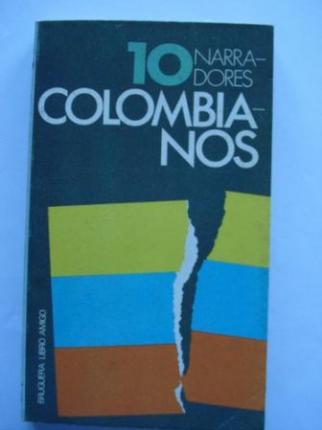 10 NARRA-
DORES
COLOMBIA-
NOS
BRUGUERA LIBRO AMIGO